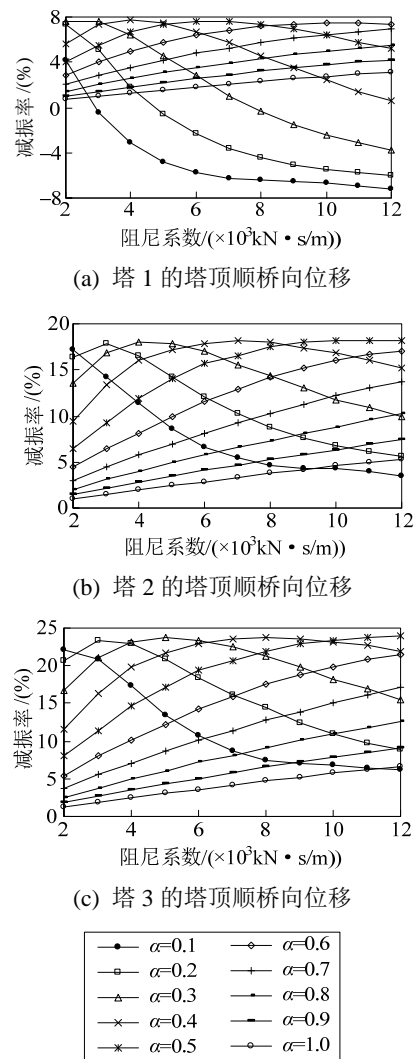 8
4
0
−4
−8
减振率/(%)
2 4 6 8 10 12
阻尼系数/(×10³kN•s/m))
(a) 塔 1 的塔顶顺桥向位移
20
15
10
5
0
减振率/(%)
2 4 6 8 10 12
阻尼系数/(×10³kN•s/m))
(b) 塔 2 的塔顶顺桥向位移
25
20
15
10
5
0
减振率/(%)
2 4 6 8 10 12
阻尼系数/(×10³kN•s/m))
(c) 塔 3 的塔顶顺桥向位移
α=0.1 α=0.6
α=0.2 α=0.7
α=0.3 α=0.8
α=0.4 α=0.9
α=0.5 α=1.0